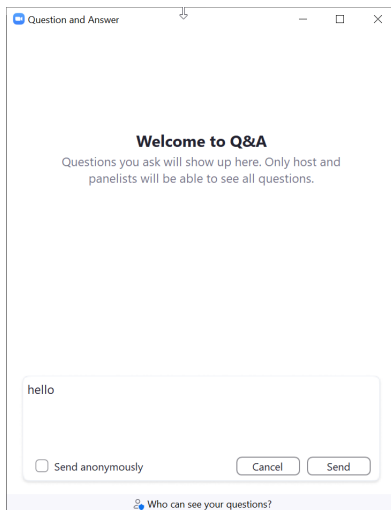 Question and Answer
Welcome to Q&A
Questions you ask will show up here. Only host and
panelists will be able to see all questions.
hello
Send anonymously
Cancel
Send
Who can see your questions?